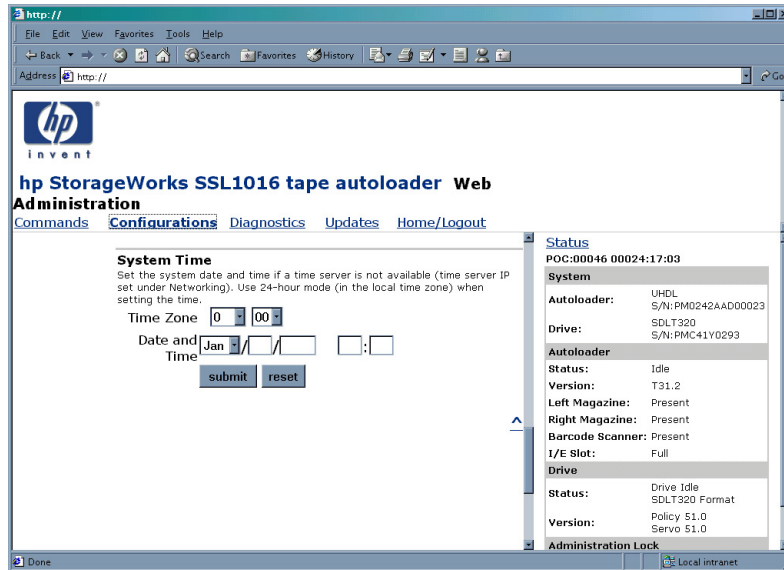 http://
File Edit View Favorites Tools Help
Back Search Favorites History
Address http:// Go
hp
invent
hp StorageWorks SSL1016 tape autoloader Web
Administration
Commands Configurations Diagnostics Updates Home/Logout
System Time
Set the system date and time if a time server is not available (time server IP
set under Networking). Use 24-hour mode (in the local time zone) when
setting the time.
Time Zone 0 00
Date and
Time Jan / / :
submit reset
^
Status
POC:00046 00024:17:03
System
Autoloader: UHDL
S/N:PM0242AAD00023
Drive: SDLT320
S/N:PMC41Y0293
Autoloader
Status: Idle
Version: T31.2
Left Magazine: Present
Right Magazine: Present
Barcode Scanner: Present
I/E Slot: Full
Drive
Status: Drive Idle
SDLT320 Format
Version: Policy 51.0
Servo 51.0
Administration Lock
Done Local intranet